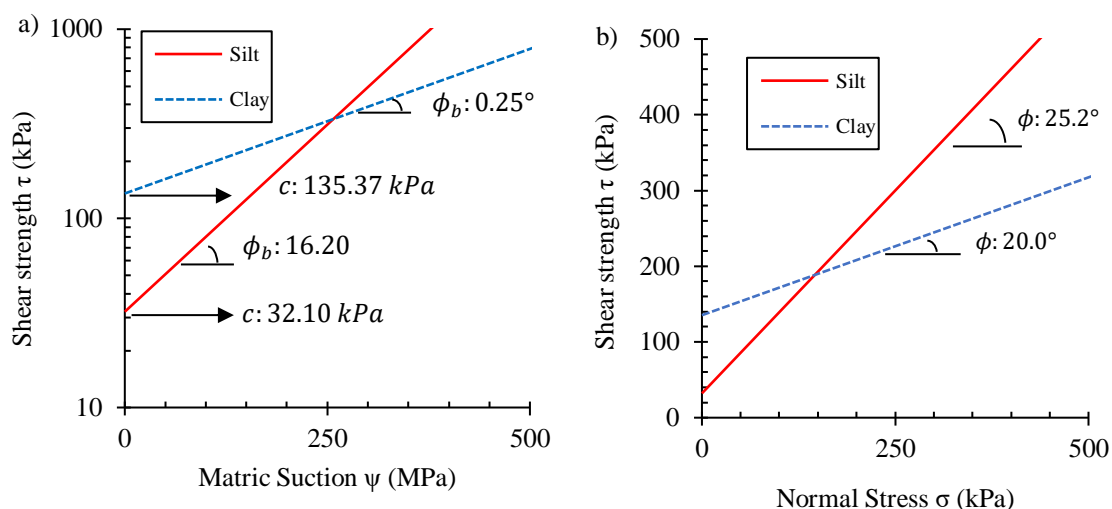 a)
1000
100
10
Shear strength τ (kPa)
Silt
Clay
ϕ_b: 0.25°
c: 135.37 kPa
ϕ_b: 16.20
c: 32.10 kPa
0
250
500
Matric Suction ψ (MPa)
b)
500
400
300
200
100
0
Shear strength τ (kPa)
Silt
Clay
ϕ: 25.2°
ϕ: 20.0°
0
250
500
Normal Stress σ (kPa)